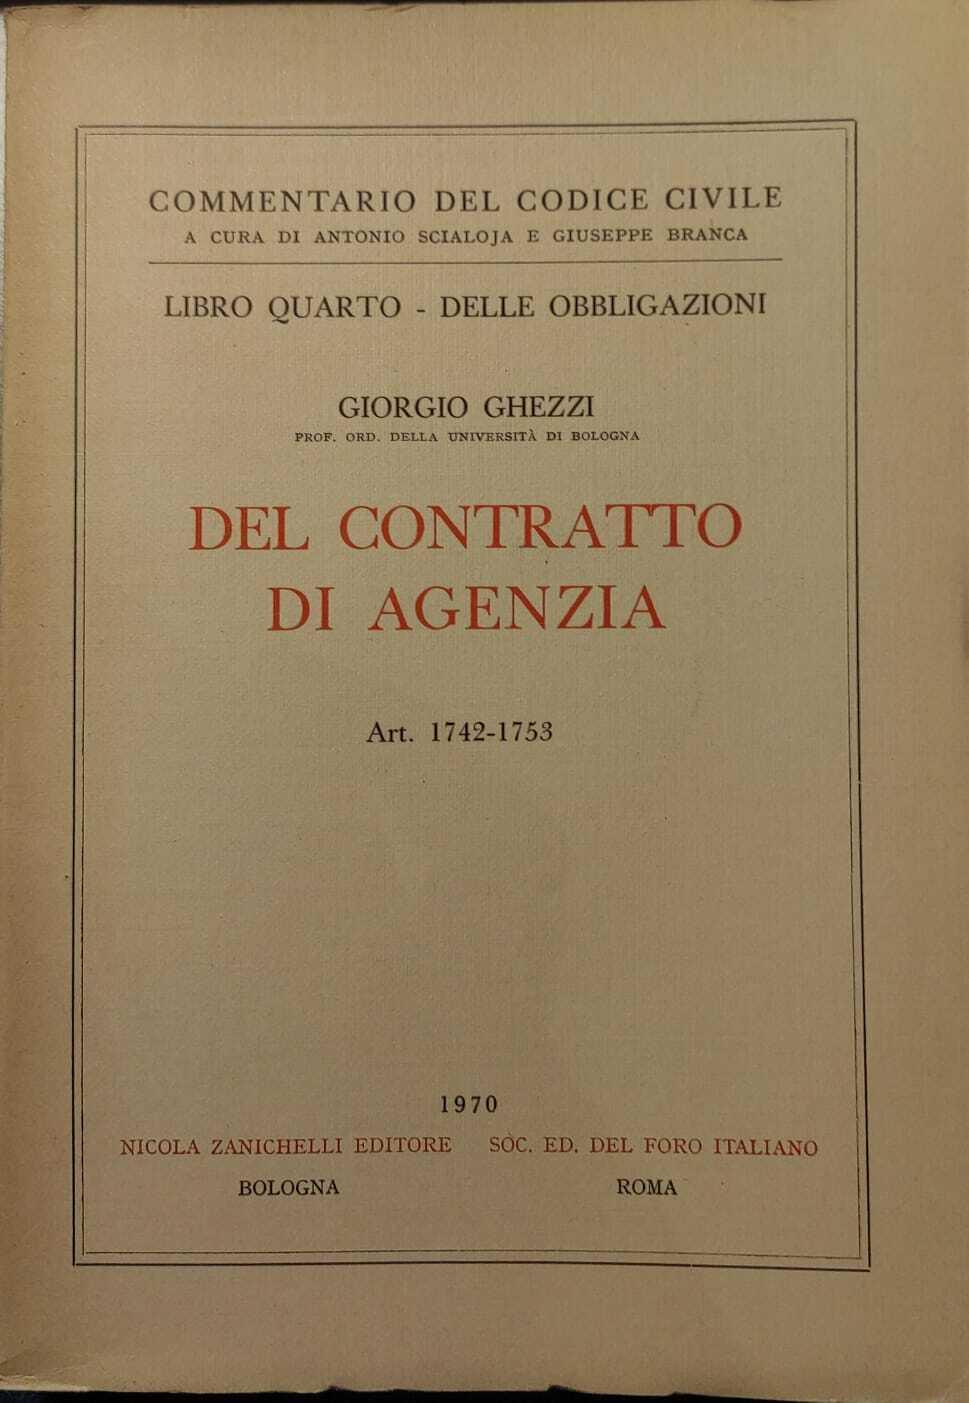 COMMENTARIO DEL CODICE CIVILE
A CURA DI ANTONIO SCIALOJA E GIUSEPPE BRANCA
LIBRO QUARTO - DELLE OBBLIGAZIONI
GIORGIO GHEZZI
PROF. ORD. DELLA UNIVERSITÀ DI BOLOGNA
DEL CONTRATTO
DI AGENZIA
Art. 1742-1753
1970
NICOLA ZANICHELLI EDITORE SOC. ED. DEL FORO ITALIANO
BOLOGNA ROMA